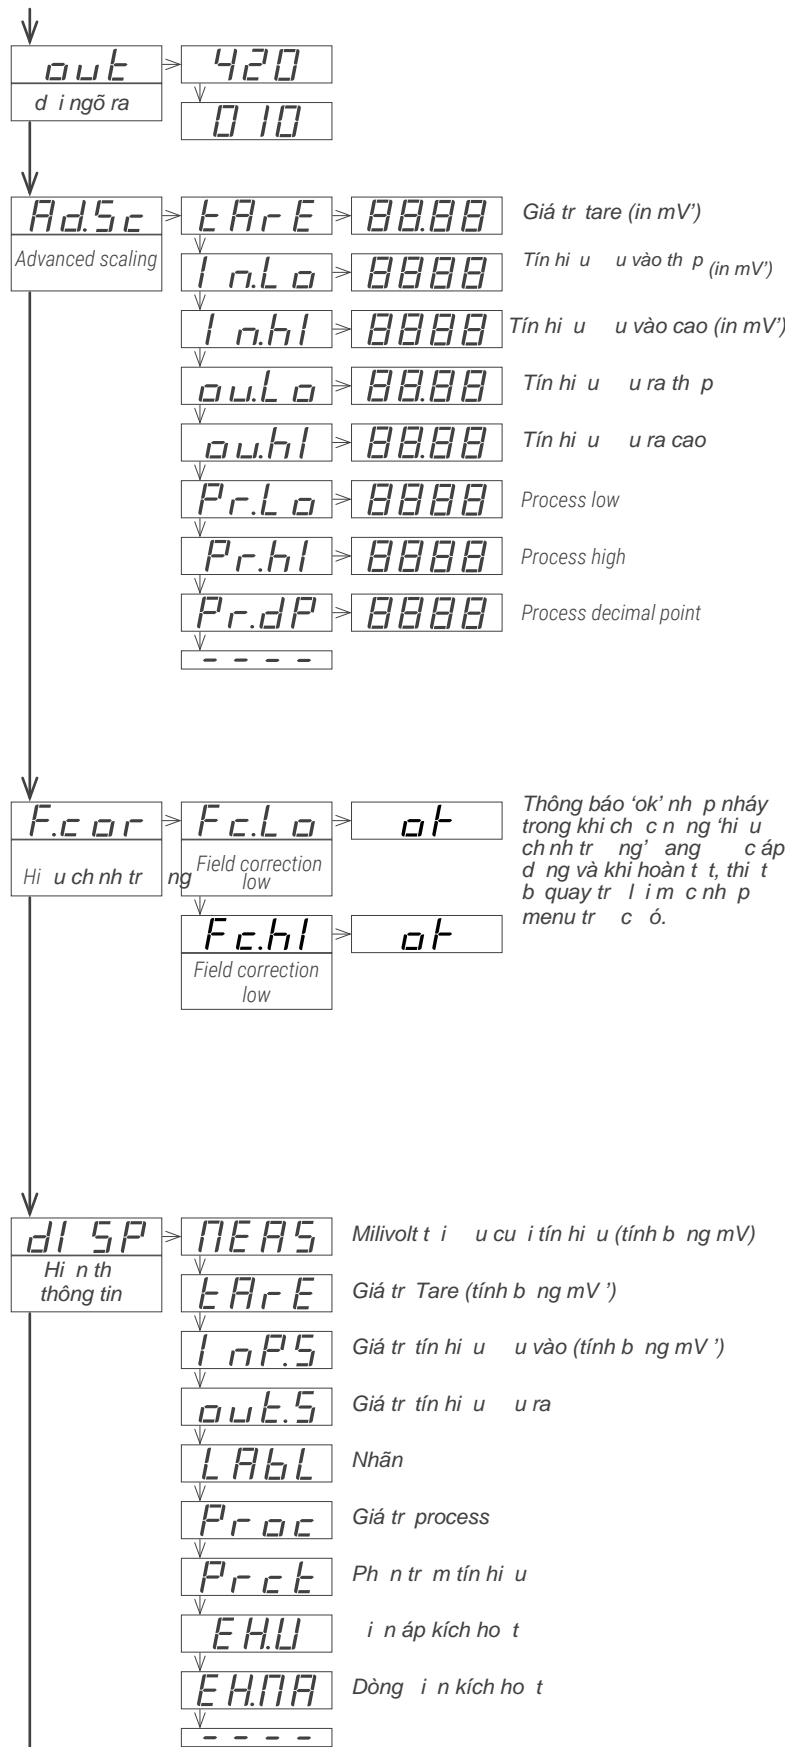 out 420
d i ngõ ra
010
Ad.Sc tArE 88.88 Giá tr tare (in mV')
Advanced scaling
In.Lo 8888 Tín hi u u vào th p (in mV')
In.hI 8888 Tín hi u u vào cao (in mV')
ou.Lo 88.88 Tín hi u u ra th p
ou.hI 88.88 Tín hi u u ra cao
Pr.Lo 8888 Process low
Pr.hI 8888 Process high
Pr.dP 8888 Process decimal point
- - - -
F.cor Fc.Lo ok
Hi u ch nh tr ng
Field correction
low
Thông báo ‘ok’ nh p nháy
trong khi ch c n ng ‘hi u
ch nh tr ng’ ang c áp
d ng và khi hoàn t t, thi t
b quay tr l i m c nh p
menu tr c ó.
Fc.hI ok
Field correction
low
dISP MEAS Milivolt t i u cu i tín hi u (tính b ng mV)
Hi n th
thông tin
tArE Giá tr Tare (tính b ng mV ’)
InP.S Giá tr tín hi u u vào (tính b ng mV ’)
out.S Giá tr tín hi u u ra
LAbL Nhãn
Proc Giá tr process
Prct Ph n tr m tín hi u
EH.U i n áp kích ho t
EH.MA Dòng i n kích ho t
- - - -